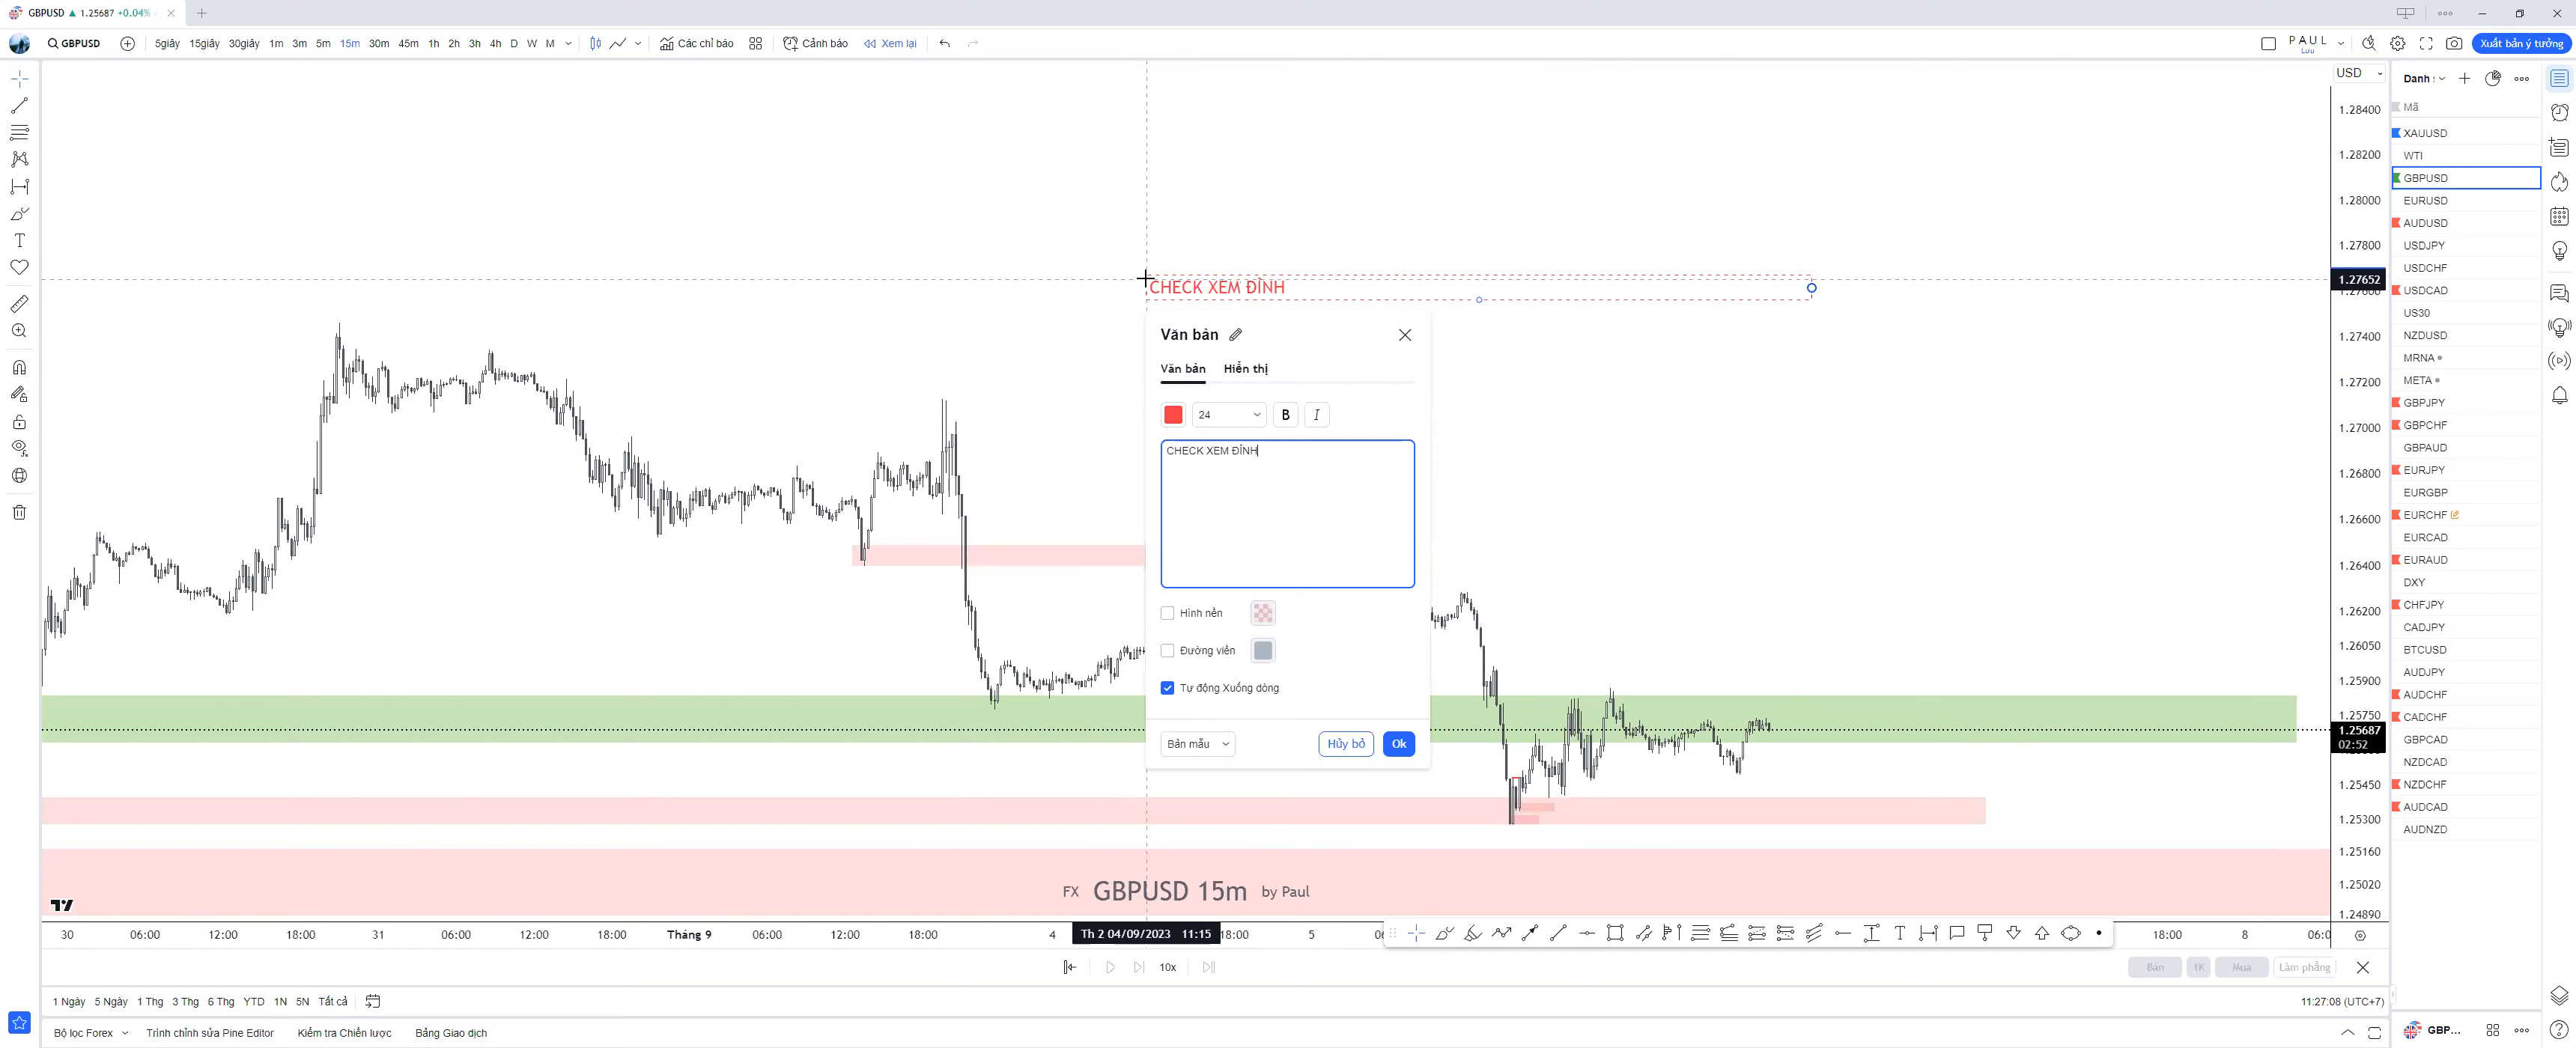 GBPUSD ▲ 1.25687 +0.04%
GBPUSD 5giây 15giây 30giây 1m 3m 5m 15m 30m 45m 1h 2h 3h 4h D W M Các chỉ báo Cảnh báo Xem lại PAUL Xuất bản ý tưởng
Lưu
USD
Danh
1.28400
1.28200
1.28000
1.27800
1.27652
1.27600
1.27400
1.27200
1.27000
1.26800
1.26600
1.26400
1.26200
1.26050
1.25900
1.25750
1.25687
02:52
1.25450
1.25300
1.25160
1.25020
1.24890
Mã
XAUUSD
WTI
GBPUSD
EURUSD
AUDUSD
USDJPY
USDCHF
USDCAD
US30
NZDUSD
MRNA
META
GBPJPY
GBPCHF
GBPAUD
EURJPY
EURGBP
EURCHF
EURCAD
EURAUD
DXY
CHFJPY
CADJPY
BTCUSD
AUDJPY
AUDCHF
CADCHF
GBPCAD
NZDCAD
NZDCHF
AUDCAD
AUDNZD
CHECK XEM ĐỈNH
Văn bản
Văn bản Hiển thị
24 B I
CHECK XEM ĐỈNH
Hình nền
Đường viền
Tự động Xuống dòng
Bản mẫu Hủy bỏ Ok
FX GBPUSD 15m by Paul
30 06:00 12:00 18:00 31 06:00 12:00 18:00 Tháng 9 06:00 12:00 18:00 4 Th 2 04/09/2023 11:15 18:00 5 18:00 8
10x Bán 1K Mua Làm phẳng
1 Ngày 5 Ngày 1 Thg 3 Thg 6 Thg YTD 1N 5N Tất cả 11:27:08 (UTC+7)
Bộ lọc Forex Trình chỉnh sửa Pine Editor Kiểm tra Chiến lược Bảng Giao dịch GBP...